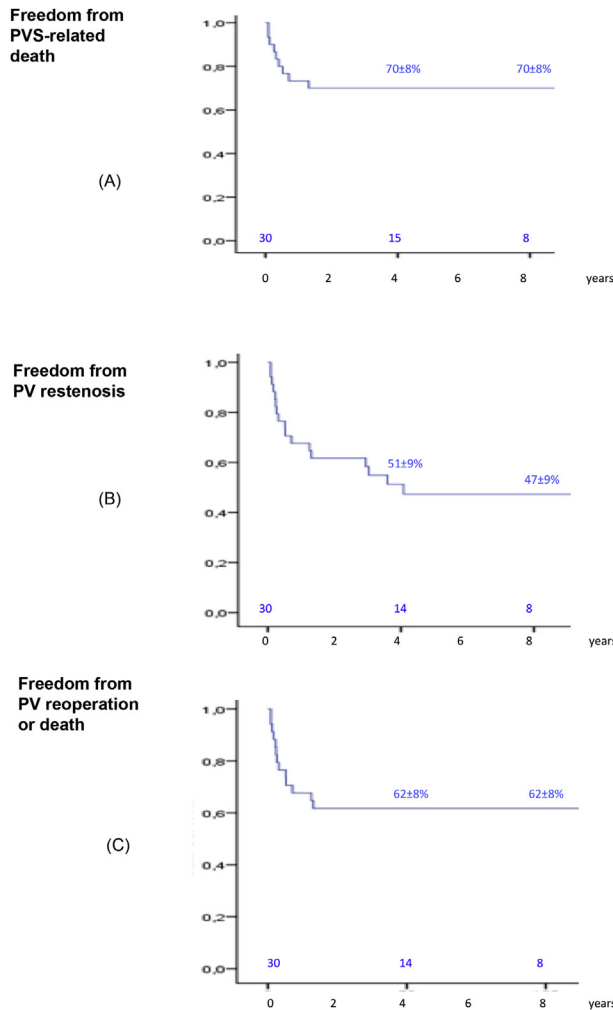 Freedom from
PVS-related
death
(A)
1,0
0,8
0,6
0,4
0,2
0,0
70±8% 70±8%
30 15 8
0 2 4 6 8 years
Freedom from
PV restenosis
(B)
1,0
0,8
0,6
0,4
0,2
0,0
51±9%
47±9%
30 14 8
0 2 4 6 8 years
Freedom from
PV reoperation
or death
(C)
1,0
0,8
0,6
0,4
0,2
0,0
62±8% 62±8%
30 14 8
0 2 4 6 8 years